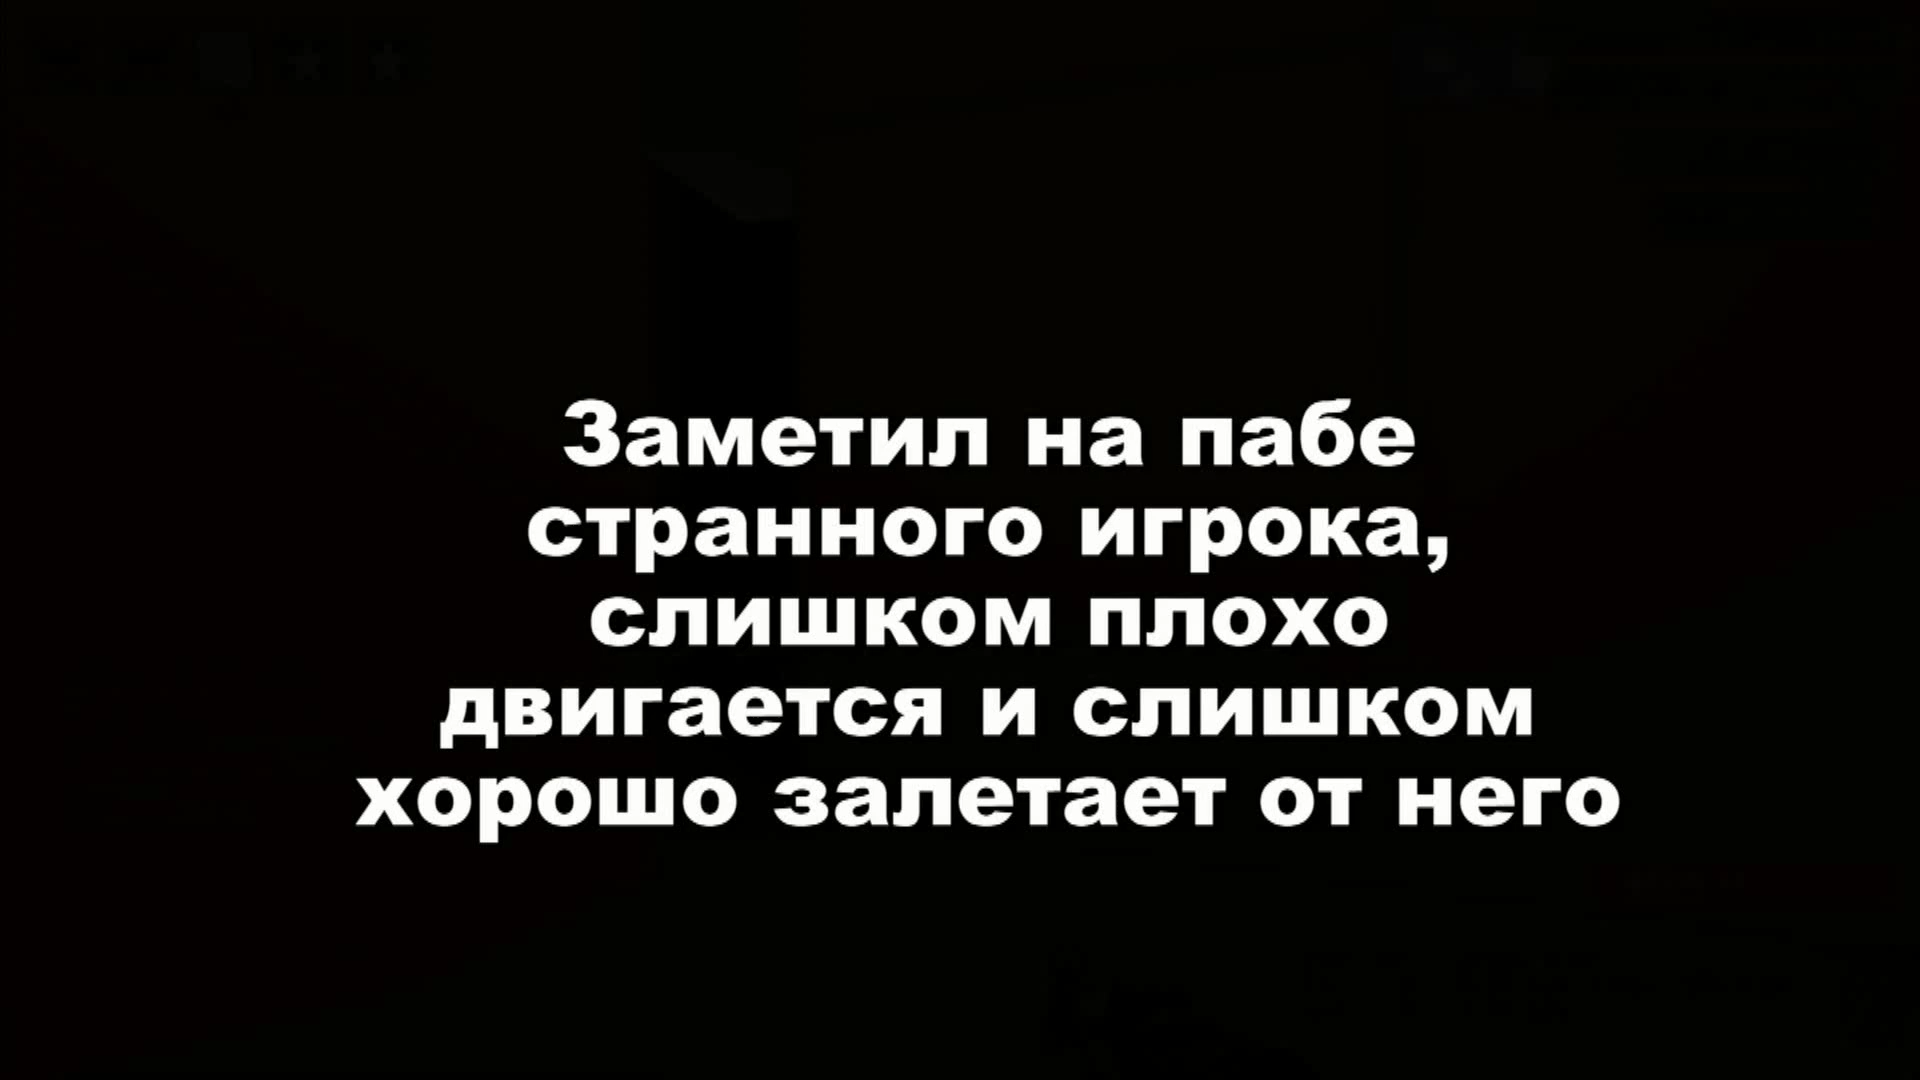 Заметил на пабе
странного игрока,
слишком плохо
двигается и слишком
хорошо залетает от него